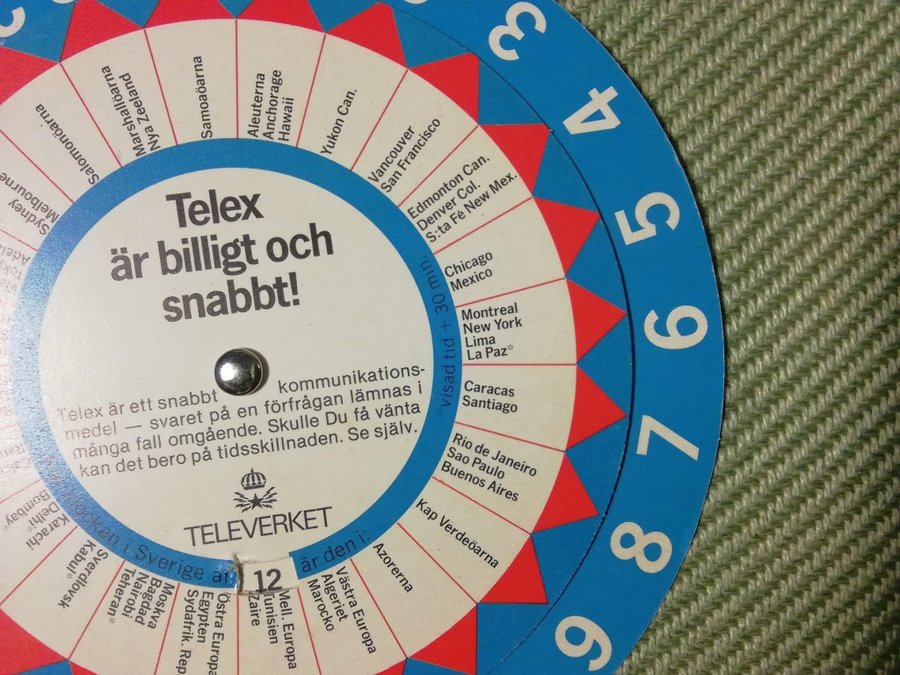 Telex
är billigt och
snabbt!
Telex är ett snabbt kommunikations-
medel — svaret på en förfrågan lämnas i
många fall omgående. Skulle Du få vänta
kan det bero på tidsskillnaden. Se själv.
TELEVERKET
klockan i Sverige är
12
är den i:
°Visad tid + 30 min.
Melbourne
Sydney
Salomonöarna
Marshallöarna
Nya Zeeland
Samoaöarna
Aleuterna
Anchorage
Hawaii
Yukon Can.
Vancouver
San Francisco
Edmonton Can.
Denver Col.
S:ta Fé New Mex.
Chicago
Mexico
Montreal
New York
Lima
La Paz°
Caracas
Santiago
Rio de Janeiro
Sao Paulo
Buenos Aires
Kap Verdeöarna
Azorerna
Västra Europa
Algeriet
Marocko
Mell. Europa
Tunisien
Zaire
Östra Europa
Egypten
Sydafrik. Rep
Moskva
Bagdad
Nairobi
Teheran°
Sverdlovsk
Kabul°
Karachi
Delhi°
Bombay°
3
4
5
6
7
8
9